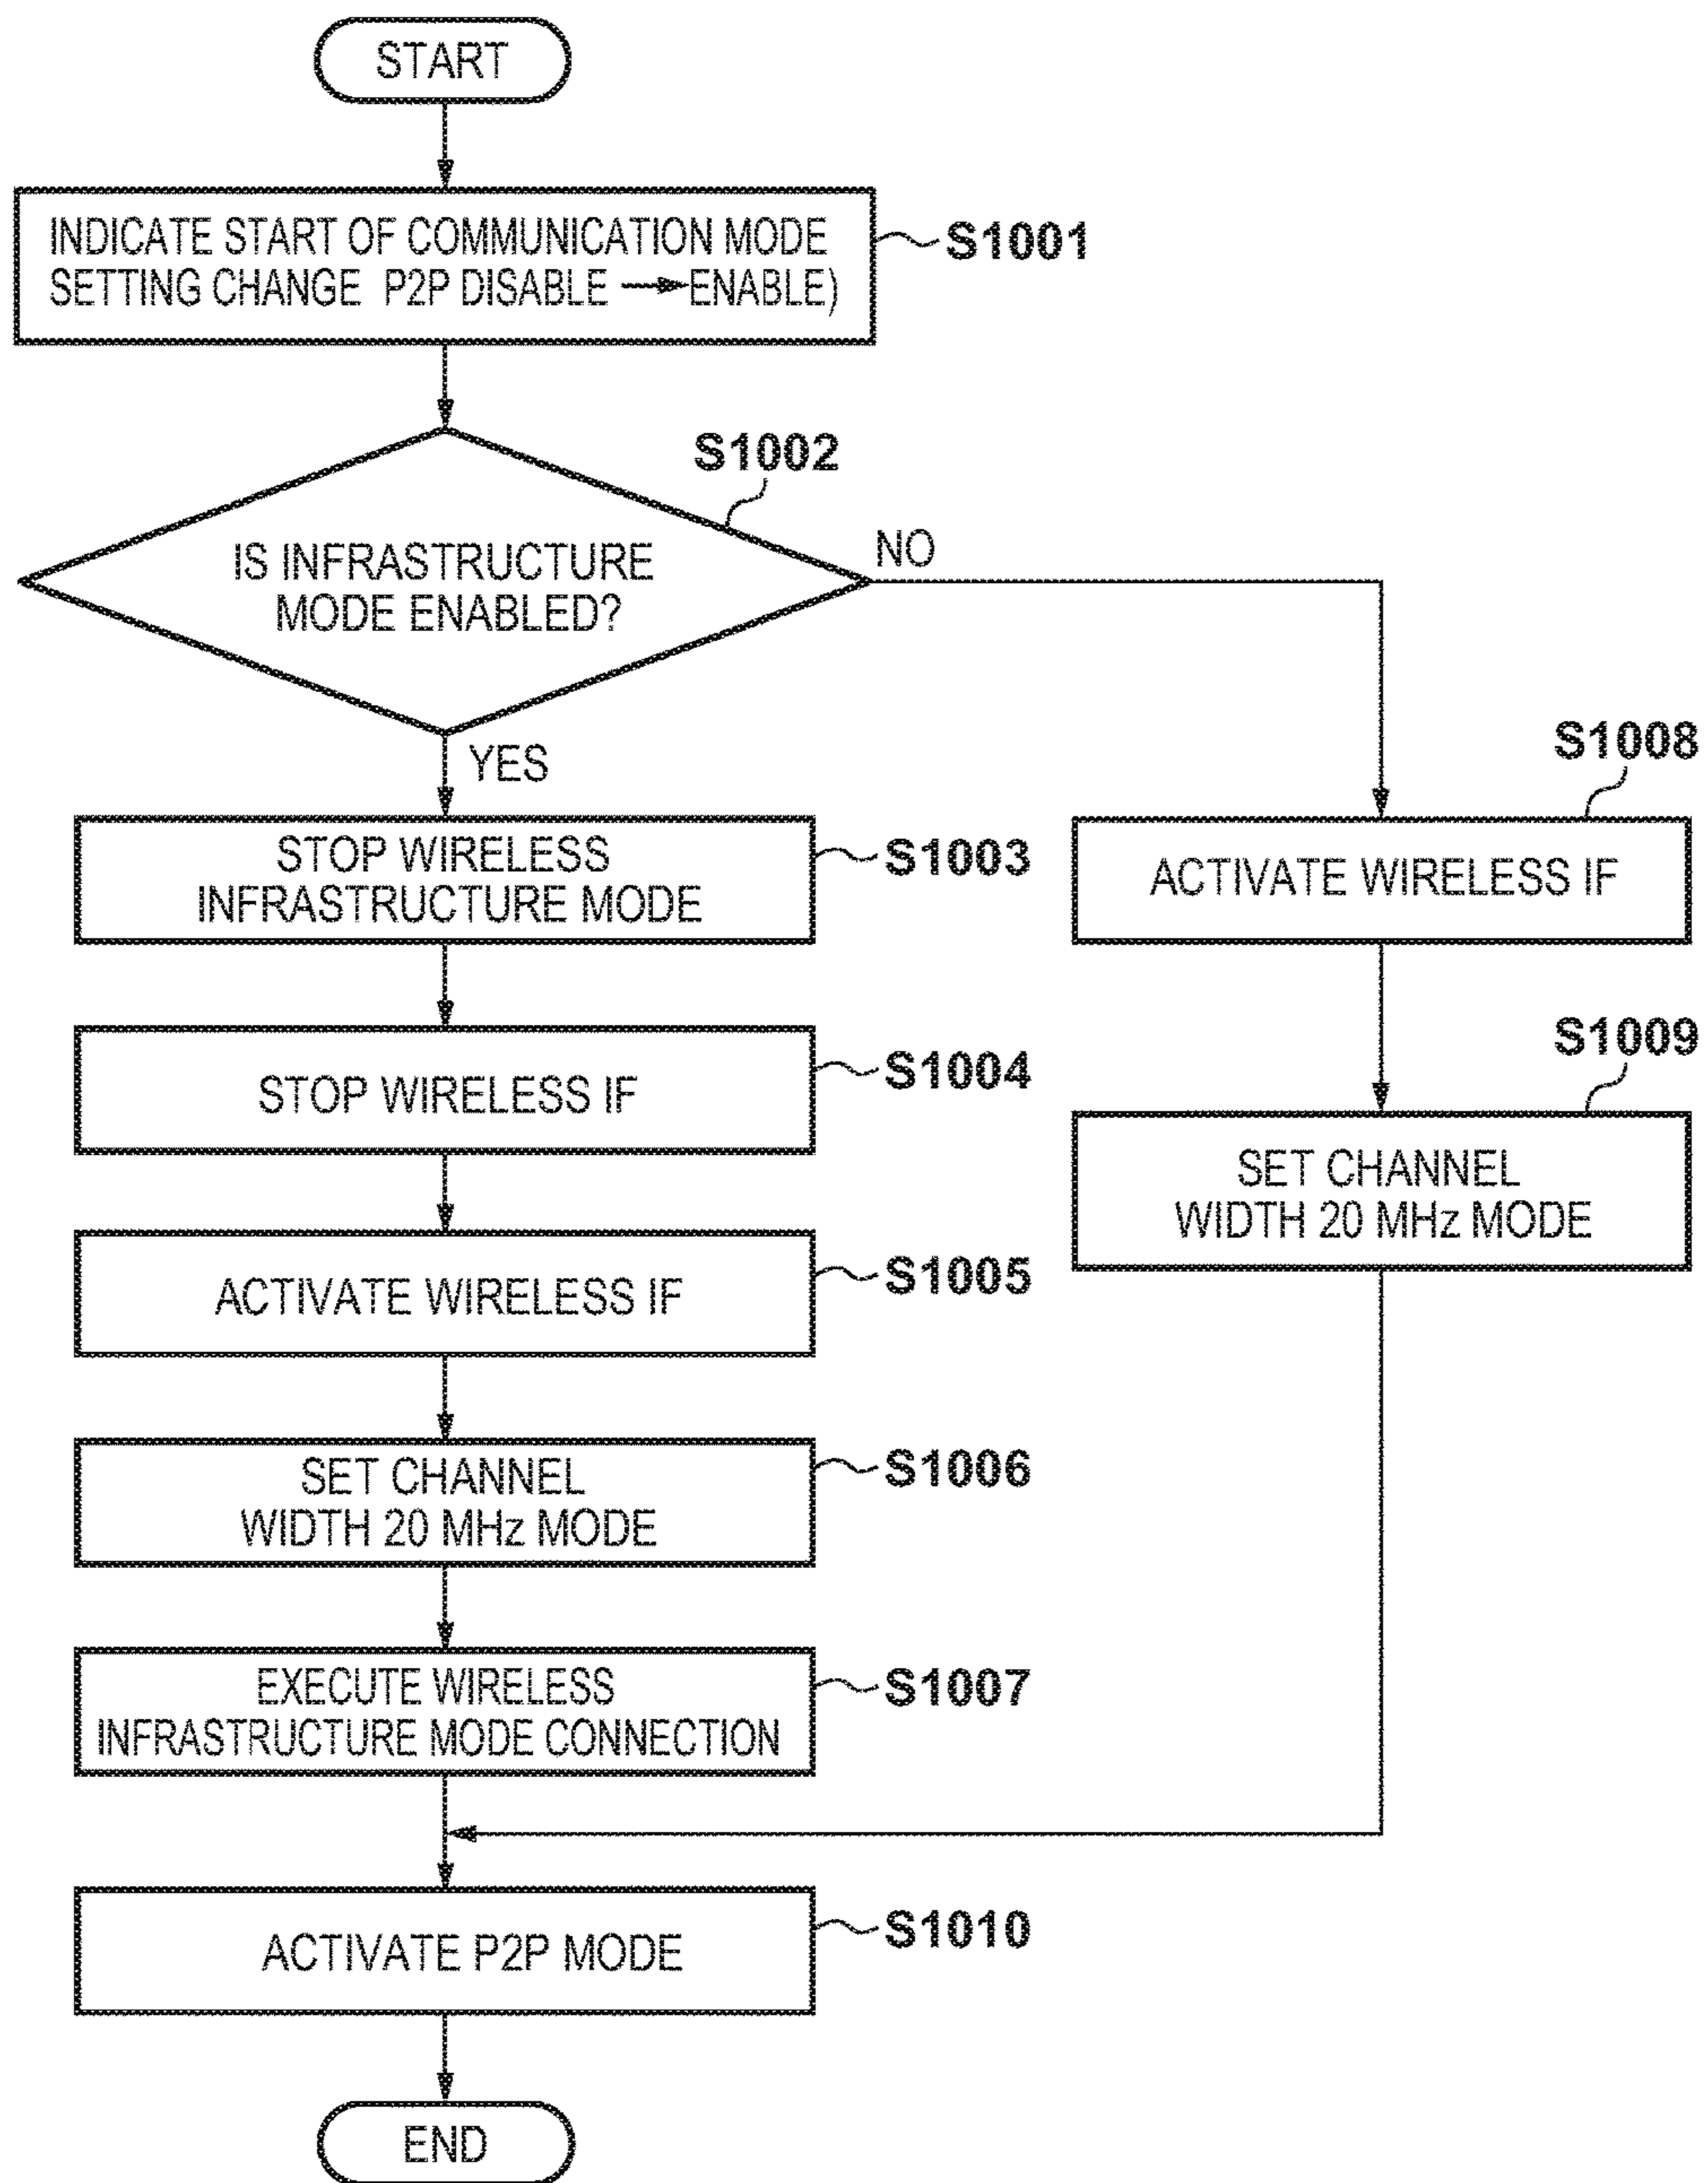 START
INDICATE START OF COMMUNICATION MODE
SETTING CHANGE P2P DISABLE → ENABLE)
S1001
S1002
IS INFRASTRUCTURE
MODE ENABLED?
NO
YES
STOP WIRELESS
INFRASTRUCTURE MODE
S1003
STOP WIRELESS IF
S1004
ACTIVATE WIRELESS IF
S1005
SET CHANNEL
WIDTH 20 MHz MODE
S1006
EXECUTE WIRELESS
INFRASTRUCTURE MODE CONNECTION
S1007
S1008
ACTIVATE WIRELESS IF
S1009
SET CHANNEL
WIDTH 20 MHz MODE
ACTIVATE P2P MODE
S1010
END